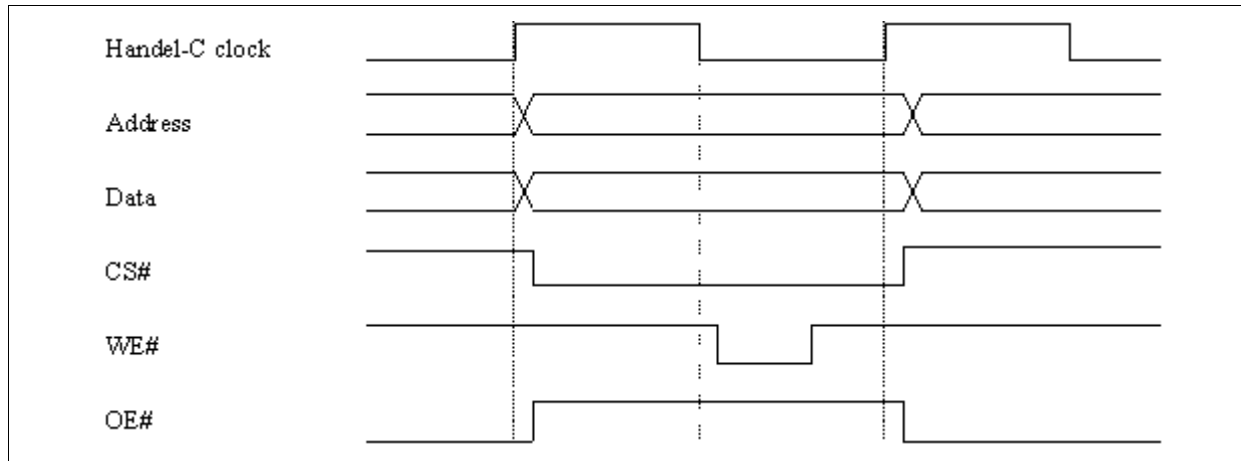 Handel-C clock
Address
Data
CS#
WE#
OE#